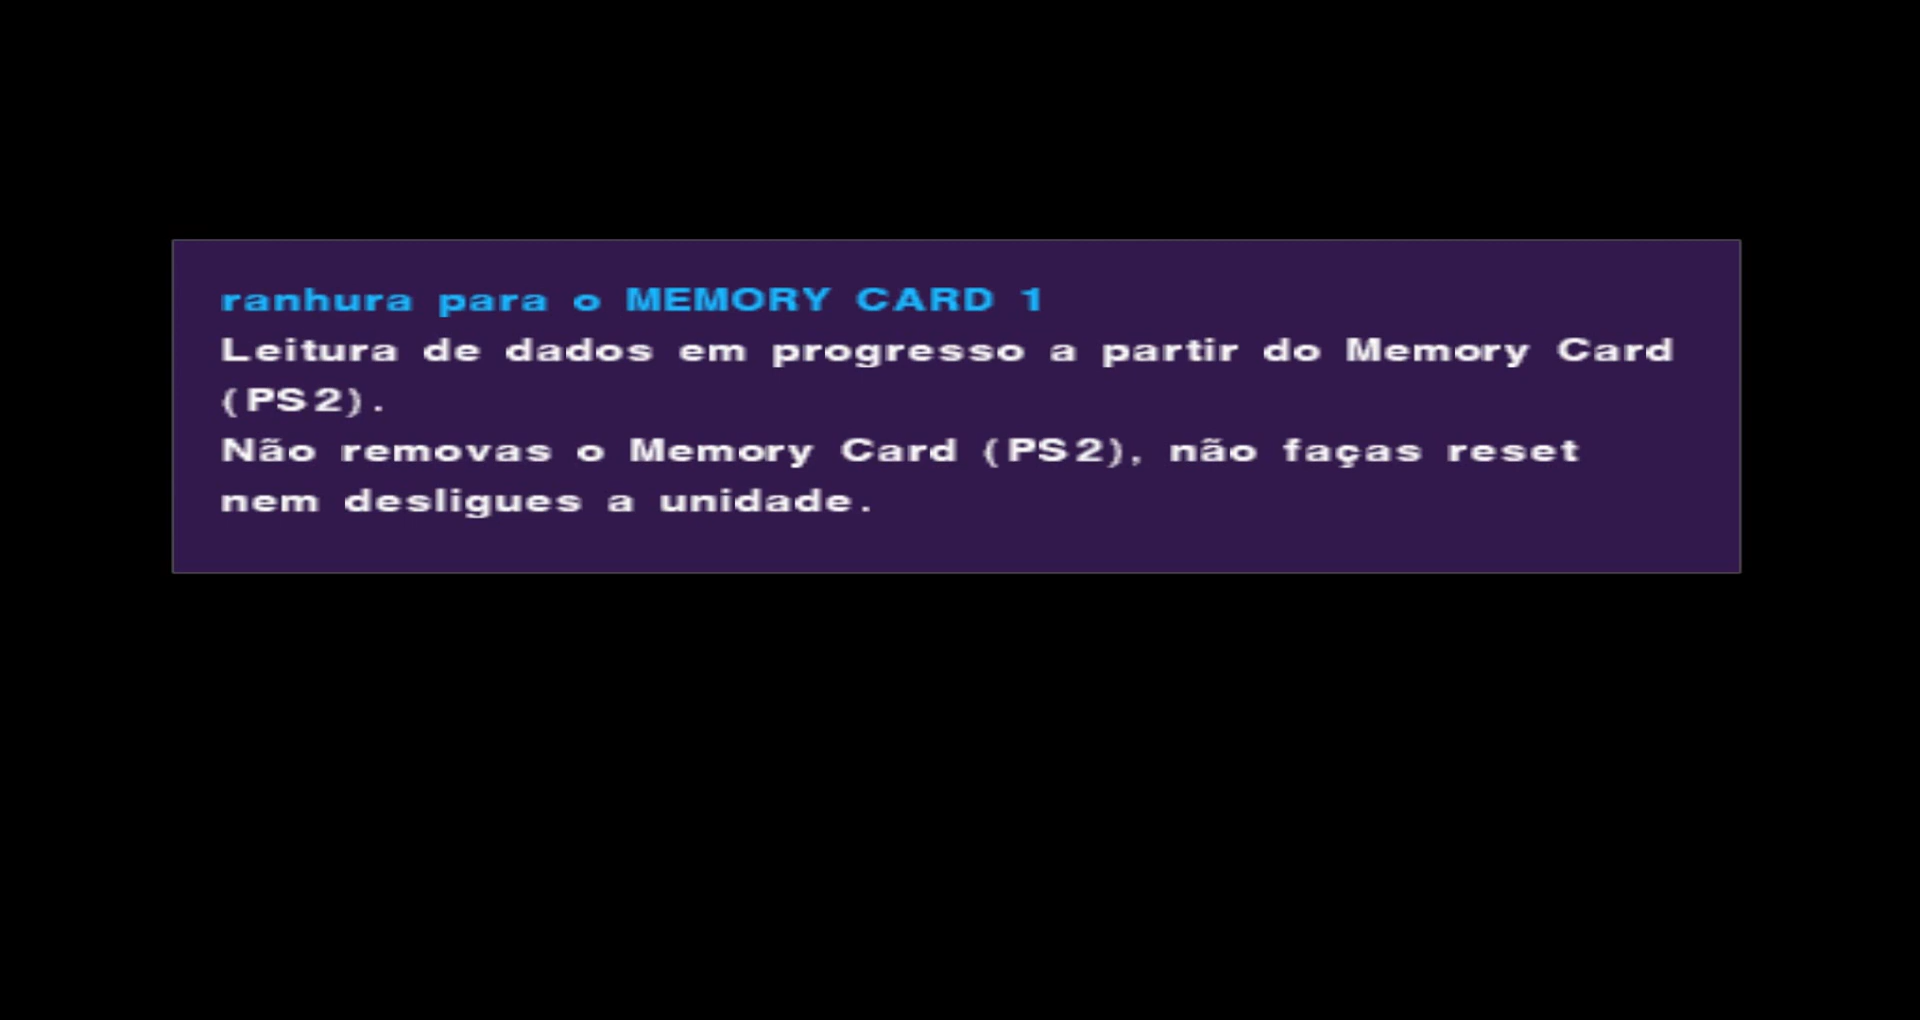 ranhura para o MEMORY CARD 1
Leitura de dados em progresso a partir do Memory Card
(PS2).
Não removas o Memory Card (PS2), não faças reset
nem desligues a unidade.